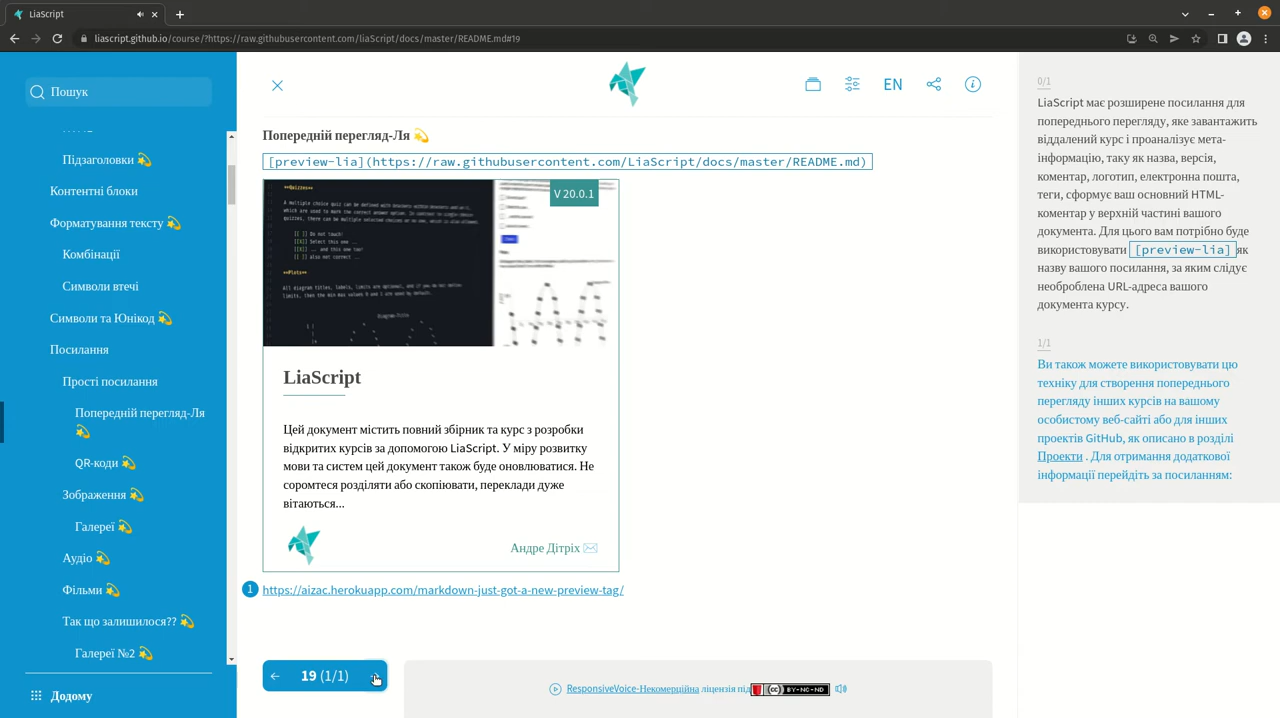 LiaScript
liascript.github.io/course/?https://raw.githubusercontent.com/liaScript/docs/master/README.md#19
Пошук
Підзаголовки 💫
Контентні блоки
Форматування тексту 💫
Комбінації
Символи втечі
Символи та Юнікод 💫
Посилання
Прості посилання
Попередній перегляд-Ля
💫
QR-коди 💫
Зображення 💫
Галереї 💫
Аудіо 💫
Фільми 💫
Так що залишилося?? 💫
Галереї №2 💫
Додому
EN
Попередній перегляд-Ля 💫
[preview-lia](https://raw.githubusercontent.com/LiaScript/docs/master/README.md)
V 20.0.1
**Quizzes**
LiaScript
Цей документ містить повний збірник та курс з розробки
відкритих курсів за допомогою LiaScript. У міру розвитку
мови та систем цей документ також буде оновлюватися. Не
соромтеся розділяти або скопіювати, переклади дуже
вітаються...
Андре Дітріх ✉️
1 https://aizac.herokuapp.com/markdown-just-got-a-new-preview-tag/
19 (1/1)
ResponsiveVoice-Некомерційна ліцензія під
BY-NC-ND
0/1
LiaScript має розширене посилання для
попереднього перегляду, яке завантажить
віддалений курс і проаналізує мета-
інформацію, таку як назва, версія,
коментар, логотип, електронна пошта,
теги, сформує ваш основний HTML-
коментар у верхній частині вашого
документа. Для цього вам потрібно буде
використовувати [preview-lia] як
назву вашого посилання, за яким слідує
необроблена URL-адреса вашого
документа курсу.
1/1
Ви також можете використовувати цю
техніку для створення попереднього
перегляду інших курсів на вашому
особистому веб-сайті або для інших
проектів GitHub, як описано в розділі
Проекти . Для отримання додаткової
інформації перейдіть за посиланням: